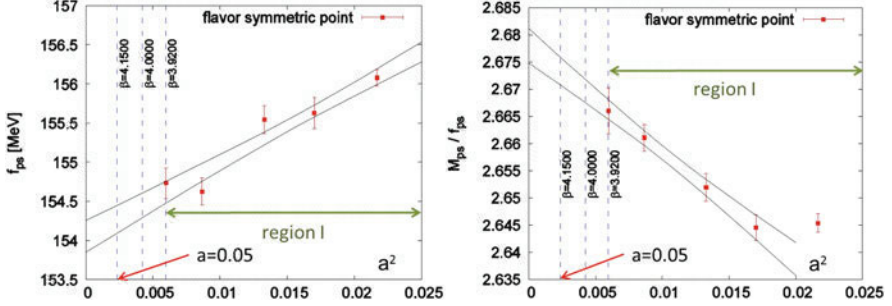 157
156.5
156
155.5
155
154.5
154
153.5
f_ps [MeV]
flavor symmetric point
β=4.1500
β=4.0000
β=3.9200
region I
a=0.05
a²
0
0.005
0.01
0.015
0.02
0.025
2.685
2.68
2.675
2.67
2.665
2.66
2.655
2.65
2.645
2.64
2.635
M_ps / f_ps
flavor symmetric point
region I
β=4.1500
β=4.0000
β=3.9200
a=0.05
a²
0
0.005
0.01
0.015
0.02
0.025